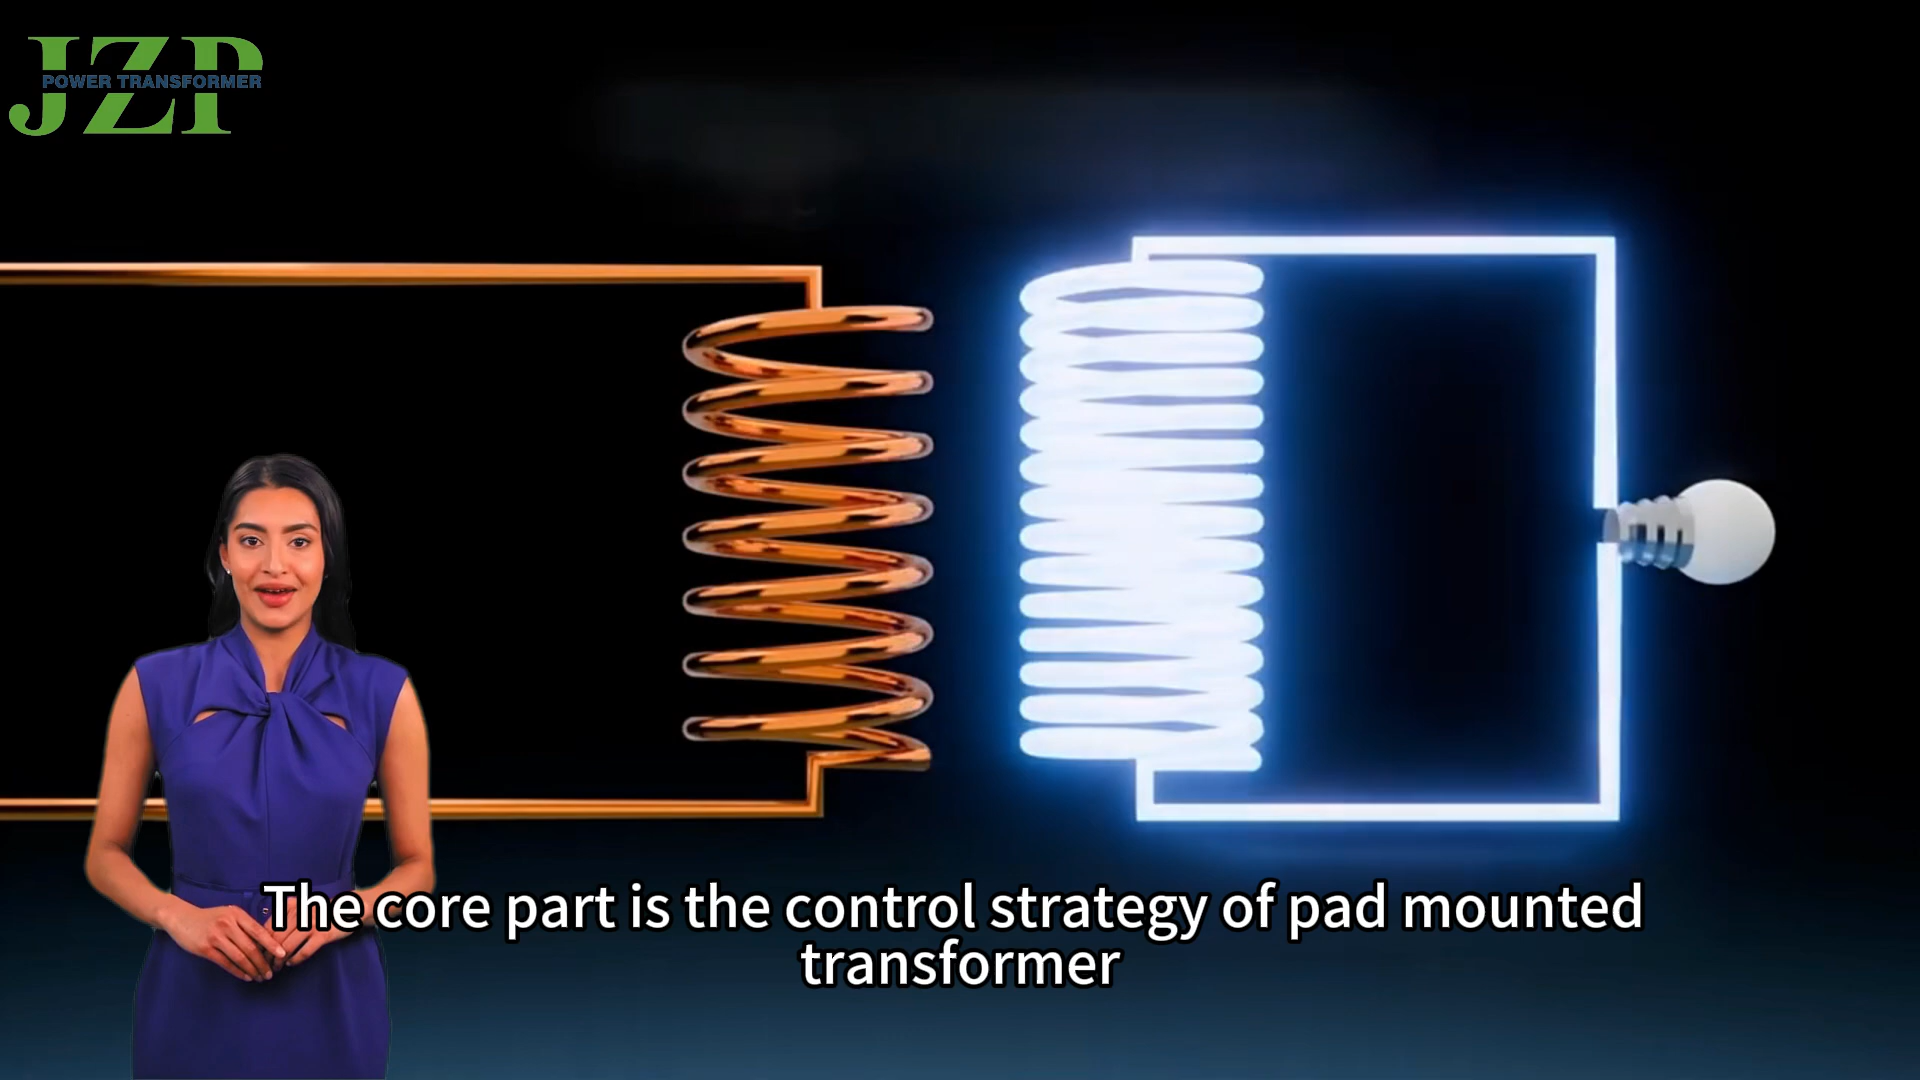 JZP
POWER TRANSFORMER
The core part is the control strategy of pad mounted
transformer